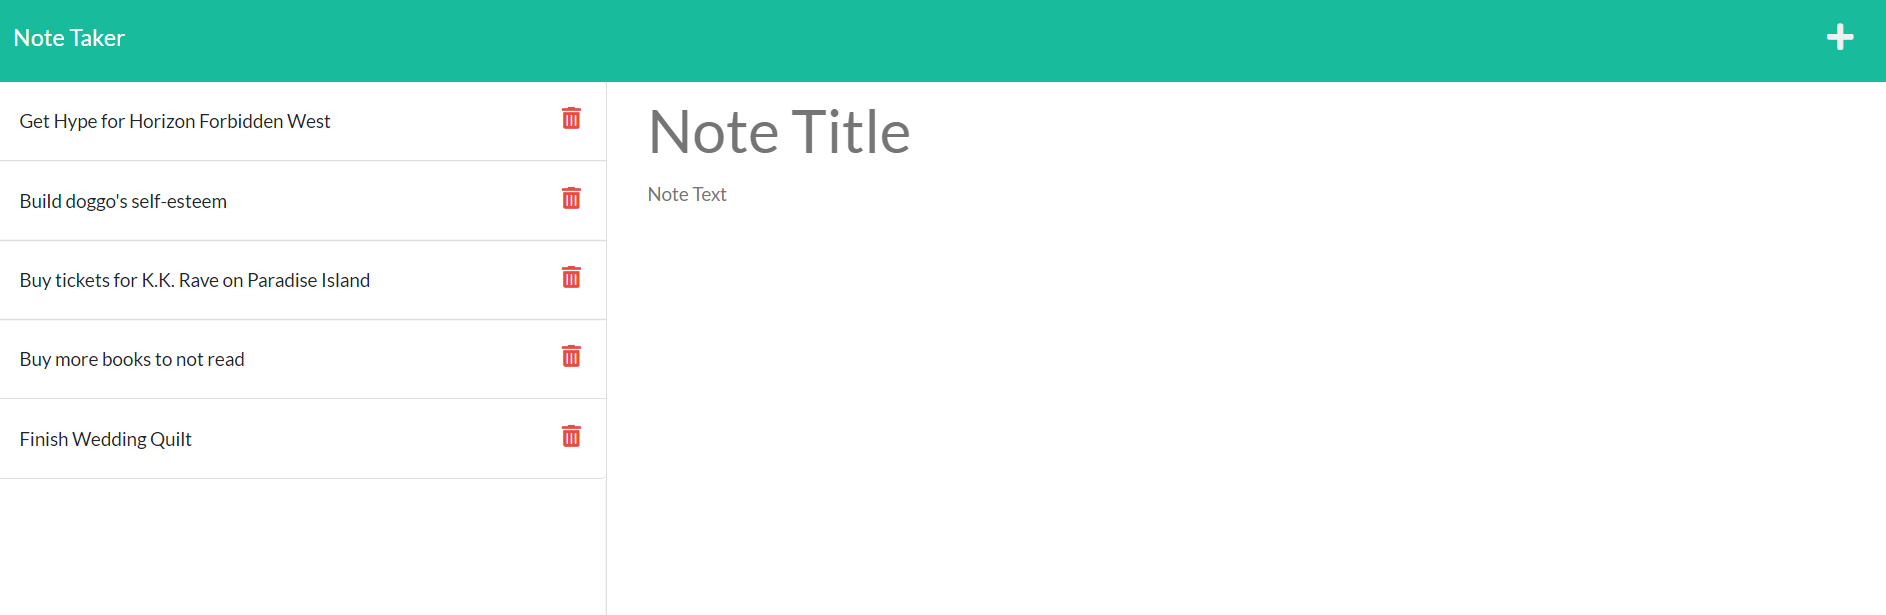 Note Taker
Get Hype for Horizon Forbidden West
Build doggo's self-esteem
Buy tickets for K.K. Rave on Paradise Island
Buy more books to not read
Finish Wedding Quilt
Note Title
Note Text